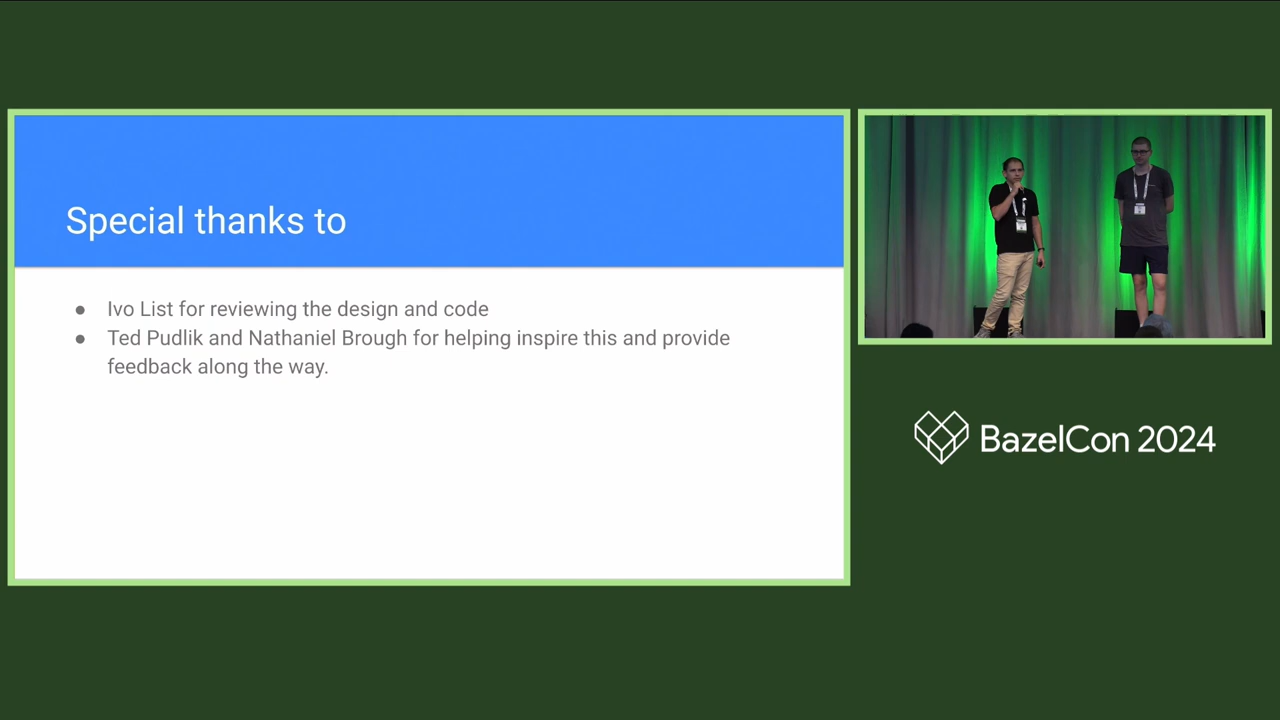 Special thanks to
● Ivo List for reviewing the design and code
● Ted Pudlik and Nathaniel Brough for helping inspire this and provide
feedback along the way.
BazelCon 2024